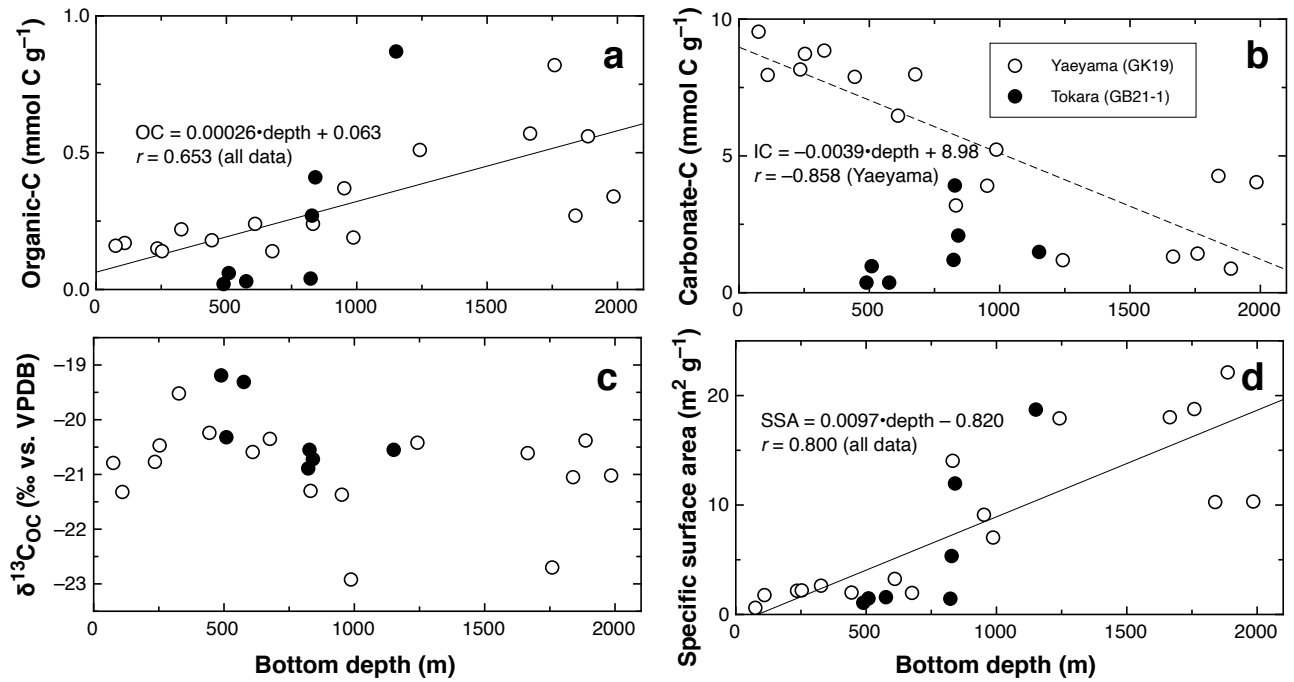 a
Organic-C (mmol C g⁻¹)
1.0
0.5
0.0
OC = 0.00026•depth + 0.063
r = 0.653 (all data)
0 500 1000 1500 2000
b
Carbonate-C (mmol C g⁻¹)
10
5
0
Yaeyama (GK19)
Tokara (GB21-1)
IC = −0.0039•depth + 8.98
r = −0.858 (Yaeyama)
0 500 1000 1500 2000
c
δ¹³C_OC (‰ vs. VPDB)
−19
−20
−21
−22
−23
0 500 1000 1500 2000
Bottom depth (m)
d
Specific surface area (m² g⁻¹)
20
10
0
SSA = 0.0097•depth − 0.820
r = 0.800 (all data)
0 500 1000 1500 2000
Bottom depth (m)